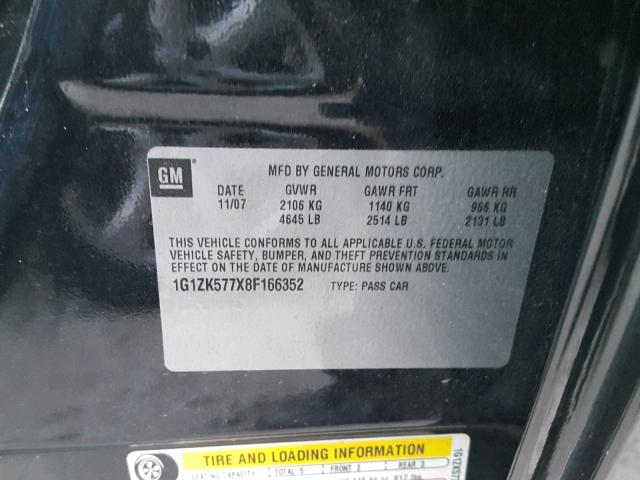 GM ®
MFD BY GENERAL MOTORS CORP.
DATE GVWR GAWR FRT GAWR RR
11/07 2106 KG 1140 KG 966 KG
4645 LB 2514 LB 2131 LB
THIS VEHICLE CONFORMS TO ALL APPLICABLE U.S. FEDERAL MOTOR
VEHICLE SAFETY, BUMPER, AND THEFT PREVENTION STANDARDS IN
EFFECT ON THE DATE OF MANUFACTURE SHOWN ABOVE.
1G1ZK577X8F166352 TYPE: PASS CAR
TIRE AND LOADING INFORMATION
SEATING CAPACITY TOTAL 5 FRONT 2 REAR 3
1G1ZK577